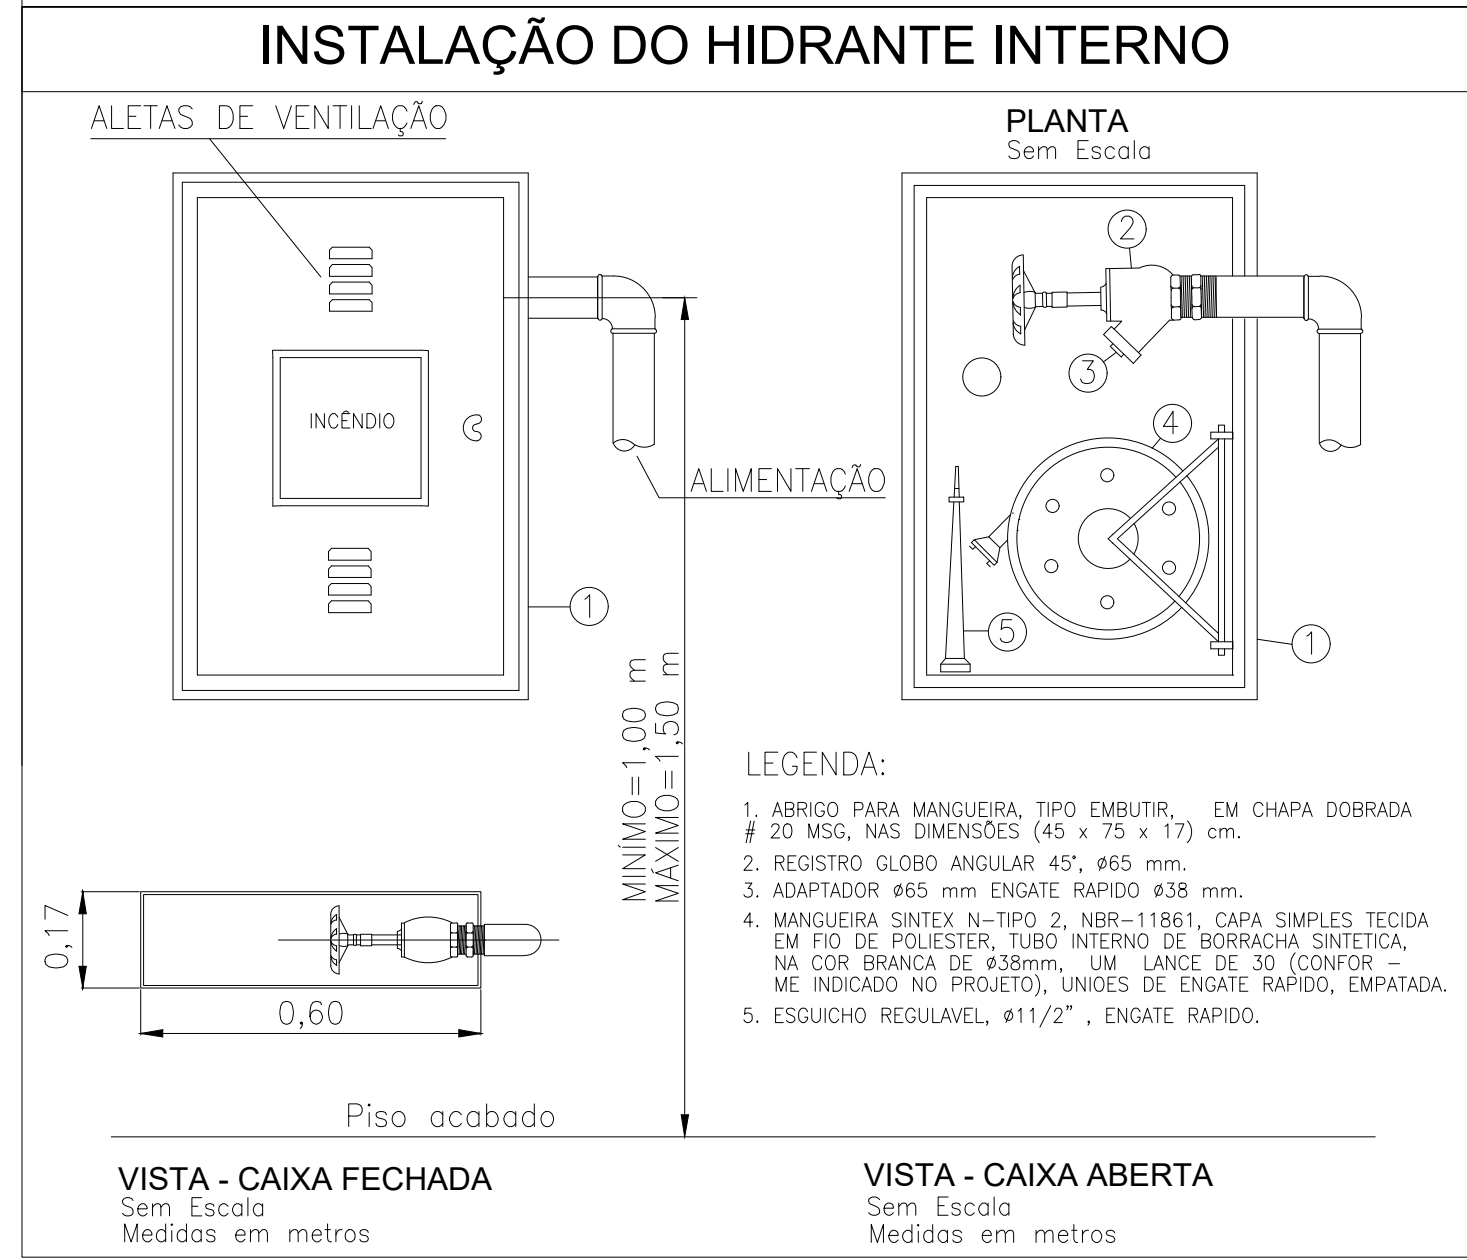 INSTALAÇÃO DO HIDRANTE INTERNO
ALETAS DE VENTILAÇÃO
INCÊNDIO
ALIMENTAÇÃO
1
MINÍMO=1,00 m
MÁXIMO=1,50 m
PLANTA
Sem Escala
2
3
4
5
1
LEGENDA:
1. ABRIGO PARA MANGUEIRA, TIPO EMBUTIR, EM CHAPA DOBRADA
# 20 MSG, NAS DIMENSÕES (45 x 75 x 17) cm.
2. REGISTRO GLOBO ANGULAR 45°, ø65 mm.
3. ADAPTADOR ø65 mm ENGATE RAPIDO ø38 mm.
4. MANGUEIRA SINTEX N-TIPO 2, NBR-11861, CAPA SIMPLES TECIDA
EM FIO DE POLIESTER, TUBO INTERNO DE BORRACHA SINTETICA,
NA COR BRANCA DE ø38mm, UM LANCE DE 30 (CONFOR -
ME INDICADO NO PROJETO), UNIOES DE ENGATE RAPIDO, EMPATADA.
5. ESGUICHO REGULAVEL, ø11/2" , ENGATE RAPIDO.
0,17
0,60
Piso acabado
VISTA - CAIXA FECHADA
Sem Escala
Medidas em metros
VISTA - CAIXA ABERTA
Sem Escala
Medidas em metros